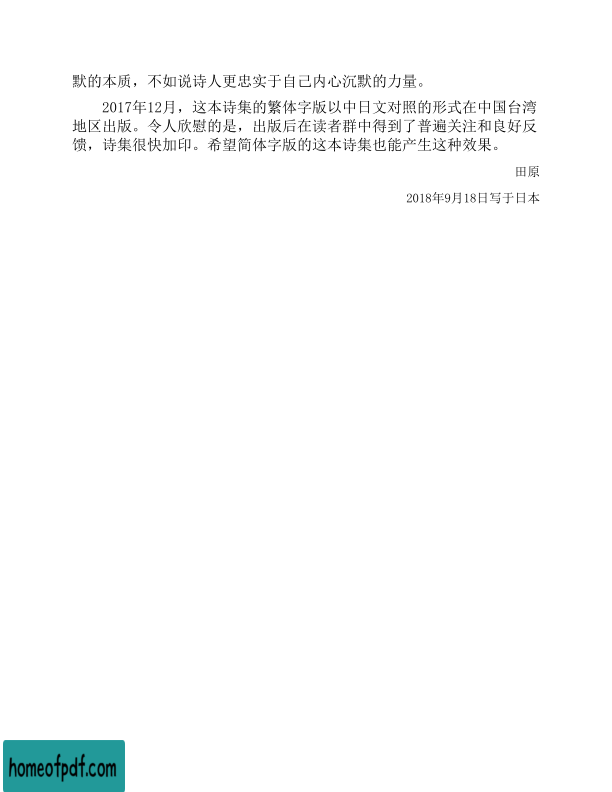 默的本质，不如说诗人更忠实于自己内心沉默的力量。
2017年12月，这本诗集的繁体字版以中日文对照的形式在中国台湾
地区出版。令人欣慰的是，出版后在读者群中得到了普遍关注和良好反
馈，诗集很快加印。希望简体字版的这本诗集也能产生这种效果。
田原
2018年9月18日写于日本
homeofpdf.com